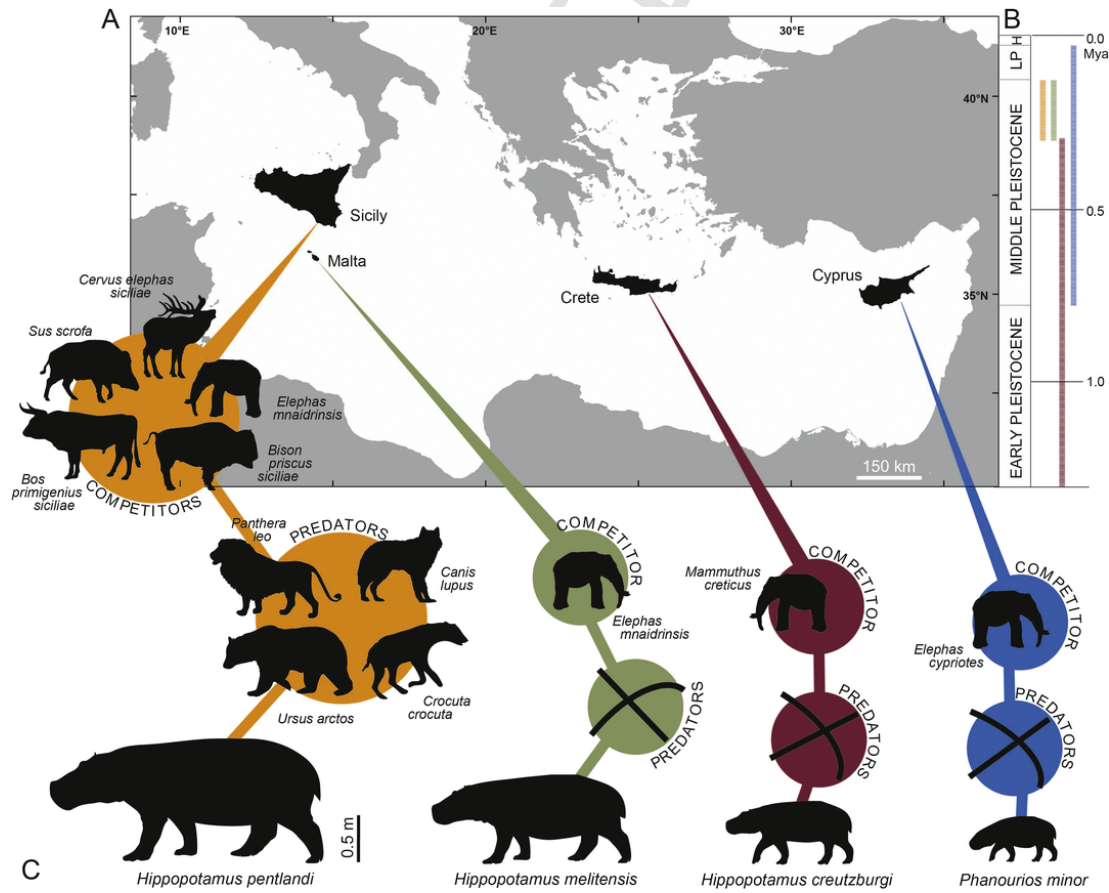 A
10°E
20°E
30°E
B
40°N
35°N
Sicily
Malta
Crete
Cyprus
150 km
H
LP
MIDDLE PLEISTOCENE
EARLY PLEISTOCENE
0.0
Mya
0.5
1.0
Cervus elephas
siciliae
Sus scrofa
Elephas
mnaidrinsis
Bison
priscus
siciliae
Bos
primigenius
siciliae
COMPETITORS
PREDATORS
Panthera
leo
Canis
lupus
Ursus arctos
Crocuta
crocuta
COMPETITOR
Elephas
mnaidrinsis
PREDATORS
COMPETITOR
Mammuthus
creticus
PREDATORS
COMPETITOR
Elephas
cypriotes
PREDATORS
0.5 m
C
Hippopotamus pentlandi
Hippopotamus melitensis
Hippopotamus creutzburgi
Phanourios minor